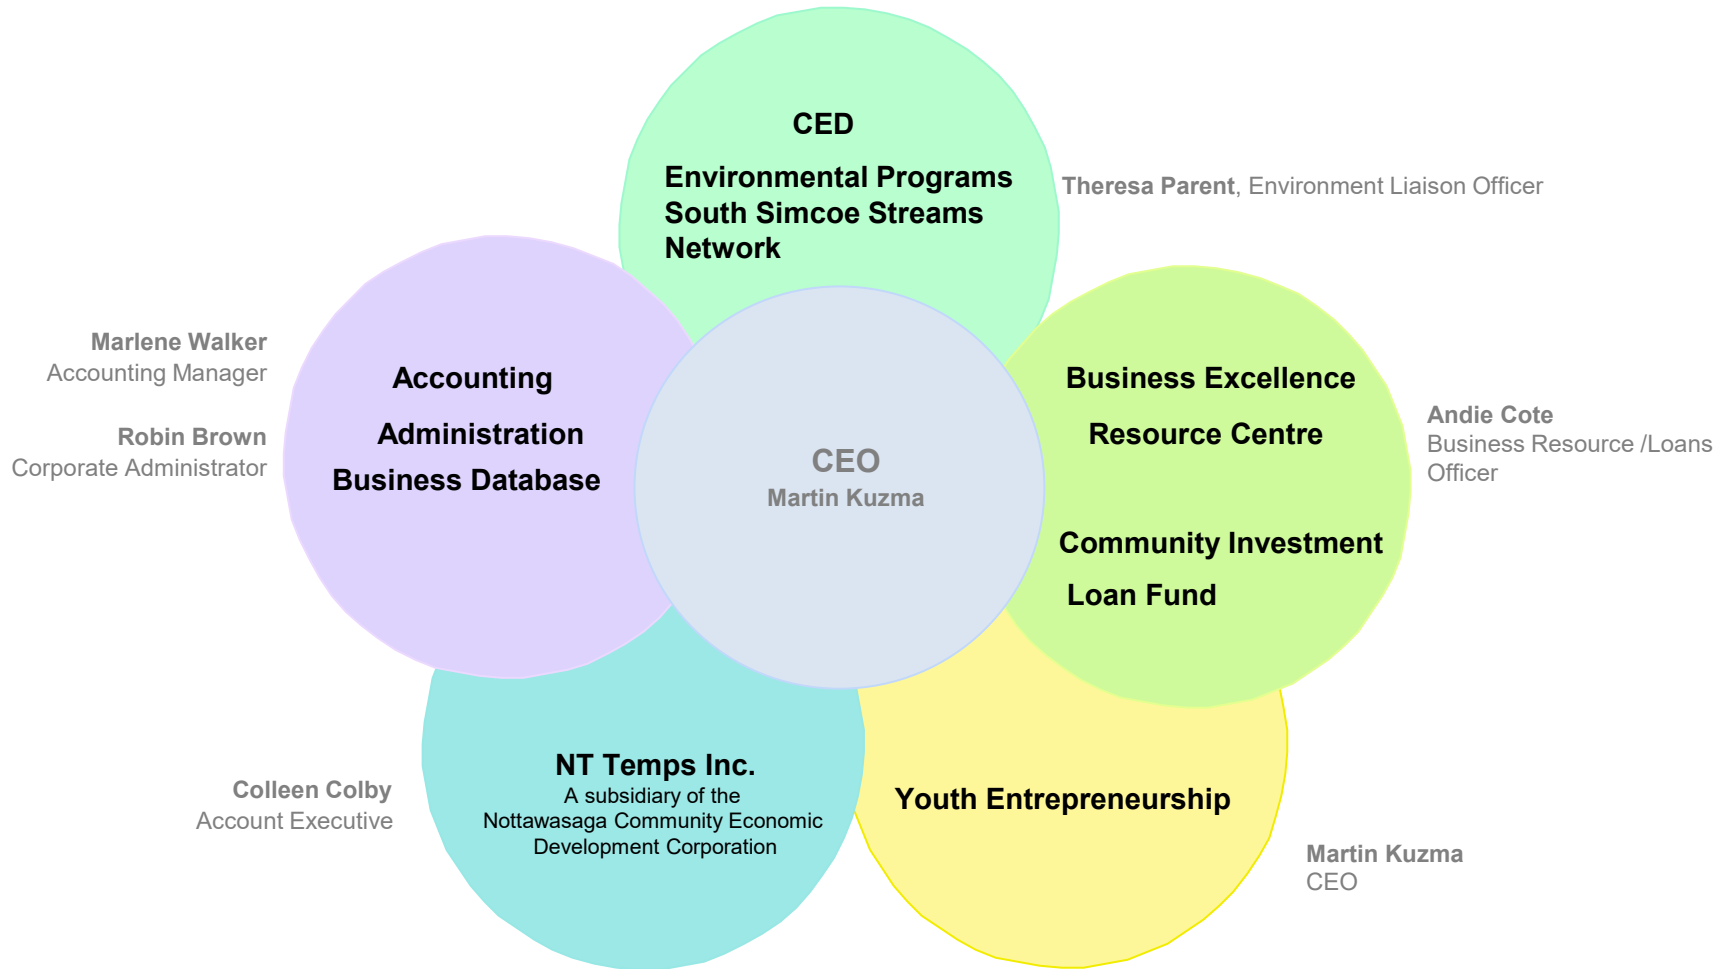 CED
Environmental Programs
South Simcoe Streams
Network
Theresa Parent, Environment Liaison Officer
Marlene Walker
Accounting Manager
Robin Brown
Corporate Administrator
Accounting
Administration
Business Database
CEO
Martin Kuzma
Business Excellence
Resource Centre
Community Investment
Loan Fund
Andie Cote
Business Resource /Loans
Officer
Colleen Colby
Account Executive
NT Temps Inc.
A subsidiary of the
Nottawasaga Community Economic
Development Corporation
Youth Entrepreneurship
Martin Kuzma
CEO